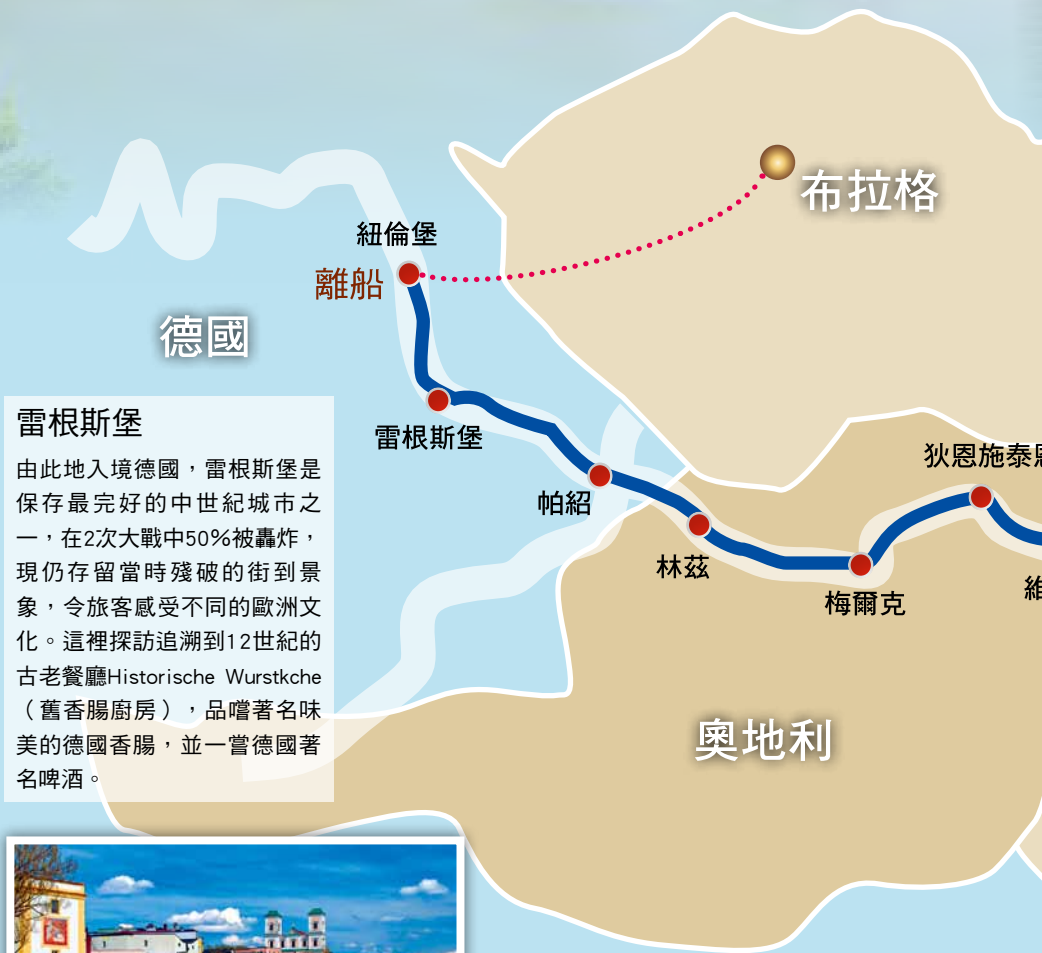 布拉格
紐倫堡
離船
德國
雷根斯堡
由此地入境德國，雷根斯堡是
保存最完好的中世紀城市之
一，在2次大戰中50%被轟炸，
現仍存留當時殘破的街到景
象，令旅客感受不同的歐洲文
化。這裡探訪追溯到12世紀的
古老餐廳Historische Wurstkche
（舊香腸廚房），品嚐著名味
美的德國香腸，並一嘗德國著
名啤酒。
雷根斯堡
帕紹
林茲
梅爾克
狄恩施泰恩
維
奧地利